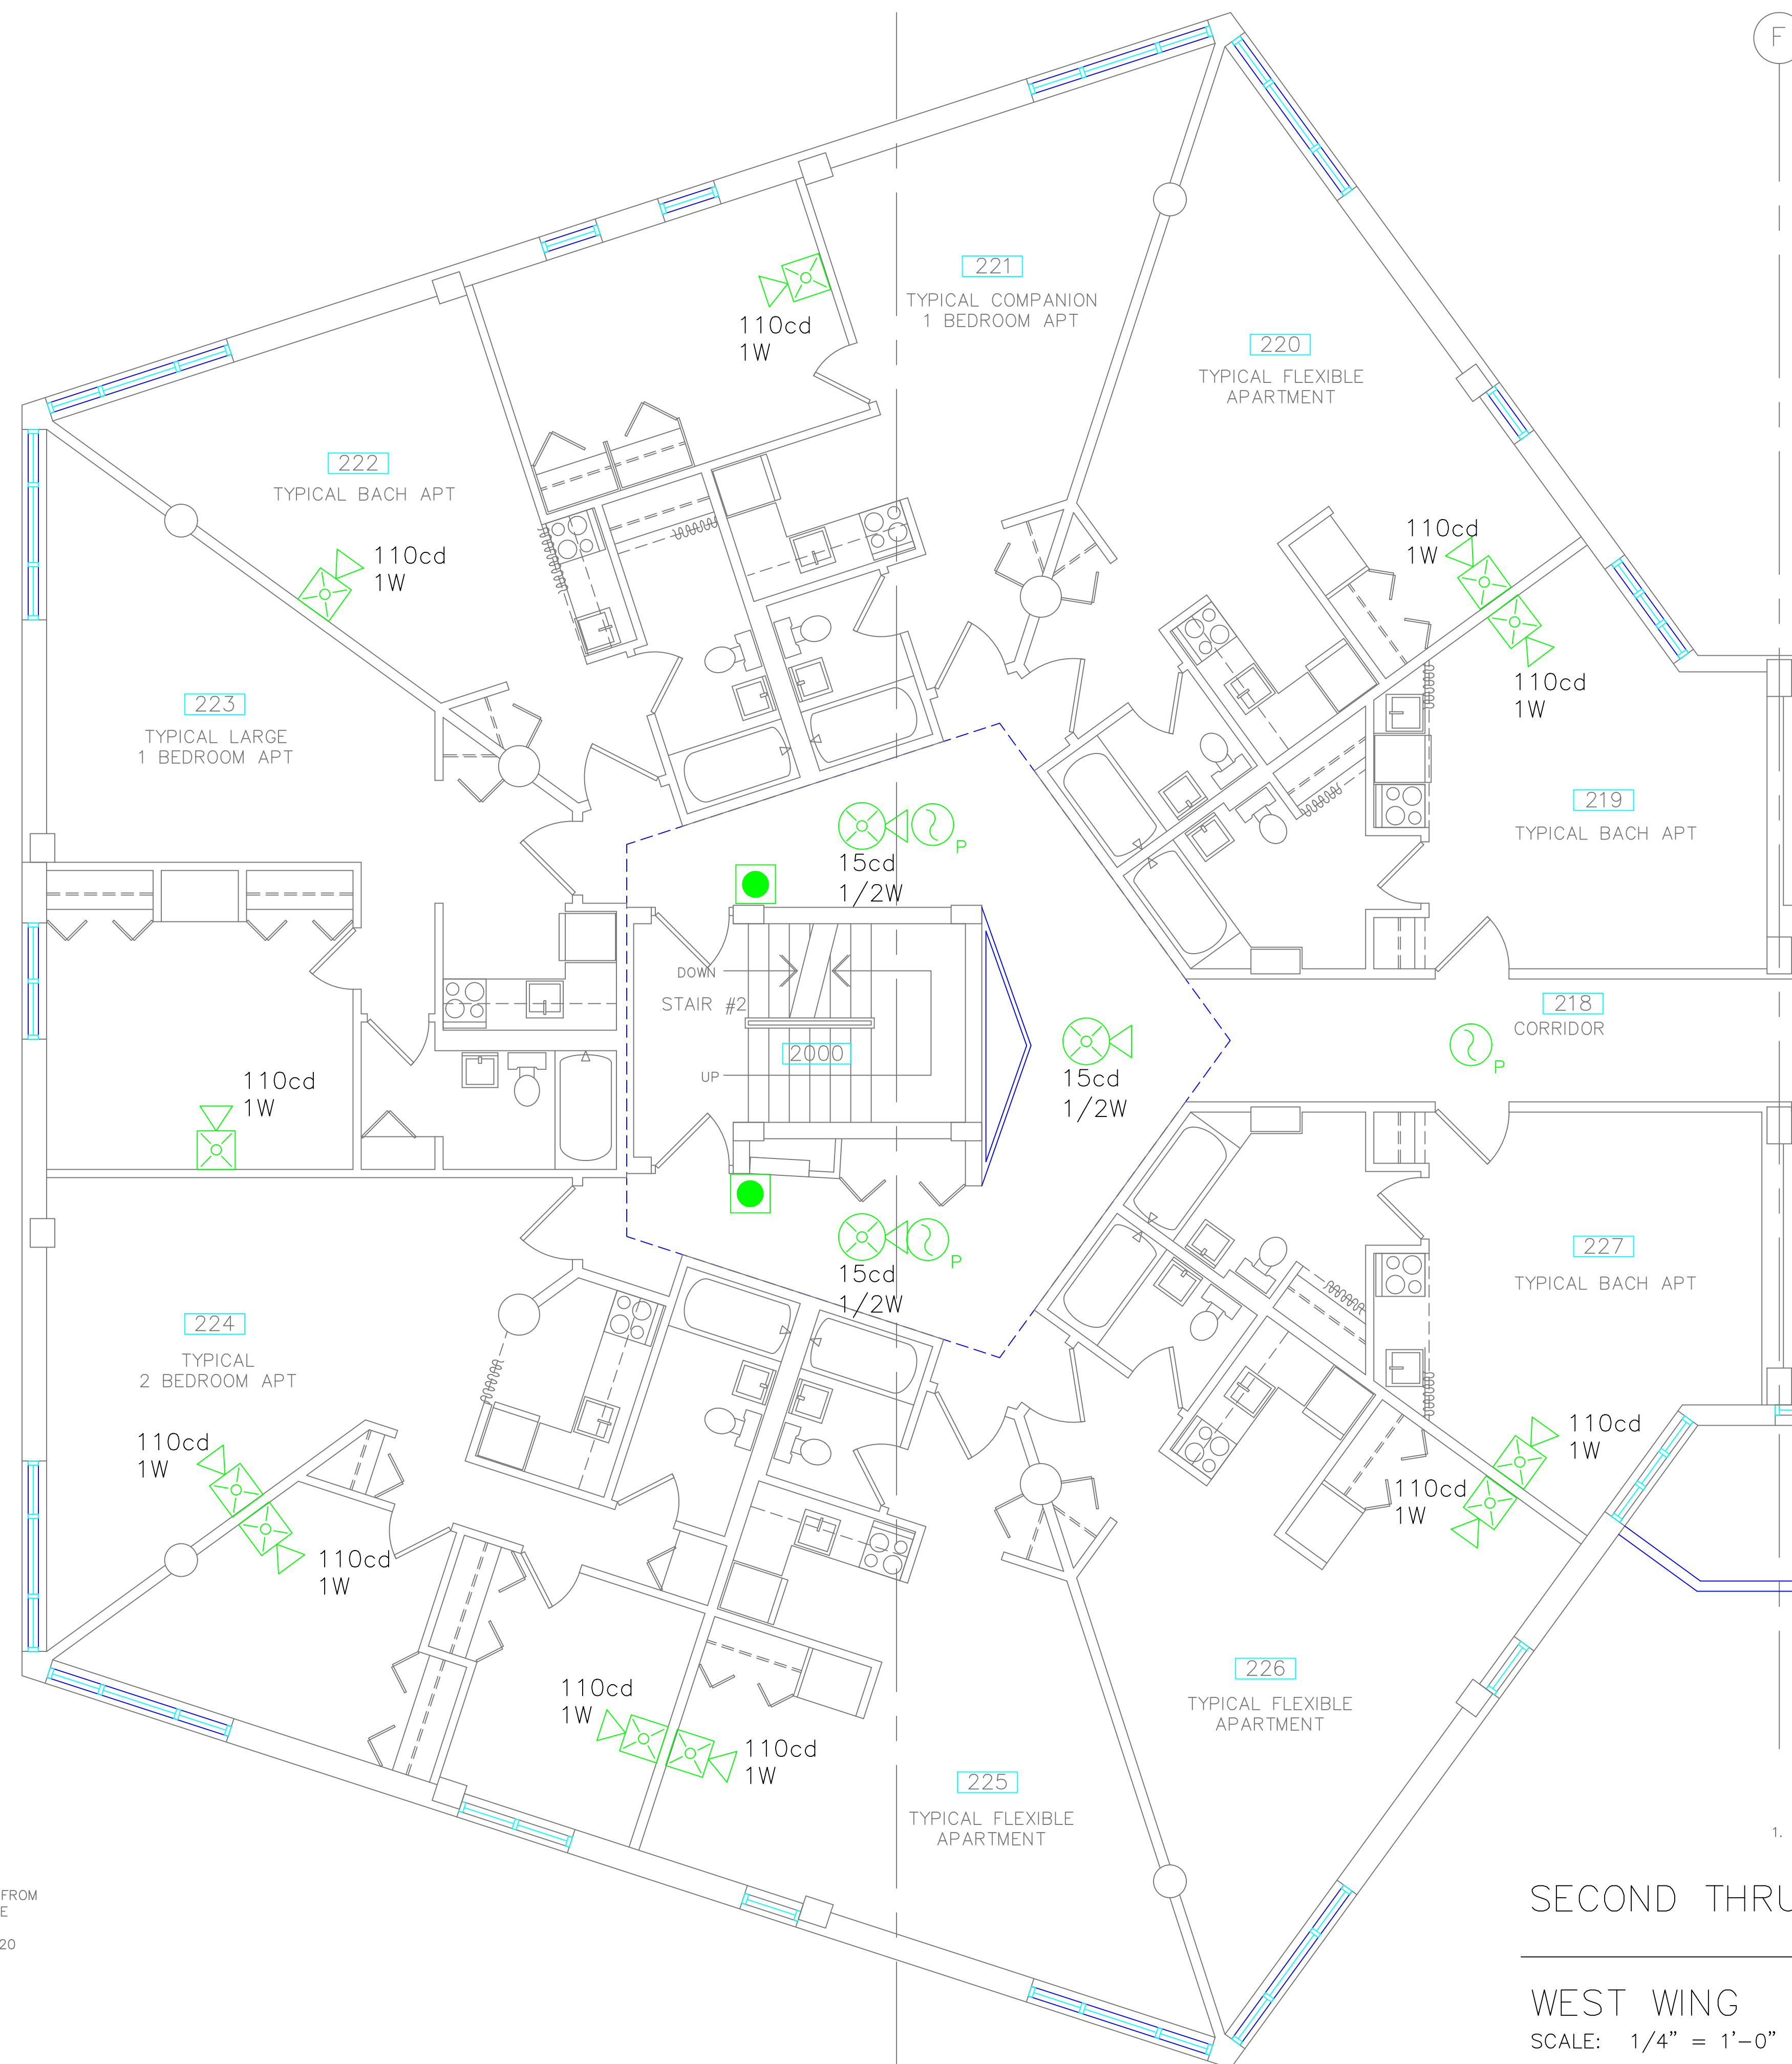 F
221
TYPICAL COMPANION
1 BEDROOM APT
110cd
1W
220
TYPICAL FLEXIBLE
APARTMENT
222
TYPICAL BACH APT
110cd
1W
110cd
1W
110cd
1W
223
TYPICAL LARGE
1 BEDROOM APT
219
TYPICAL BACH APT
P
15cd
1/2W
DOWN
STAIR #2
2000
UP
218
CORRIDOR
P
15cd
1/2W
110cd
1W
P
15cd
1/2W
227
TYPICAL BACH APT
224
TYPICAL
2 BEDROOM APT
110cd
1W
110cd
1W
110cd
1W
110cd
1W
110cd
1W
110cd
1W
226
TYPICAL FLEXIBLE
APARTMENT
225
TYPICAL FLEXIBLE
APARTMENT
1.
FROM
E
20
SECOND THRU
WEST WING
SCALE: 1/4" = 1'-0"